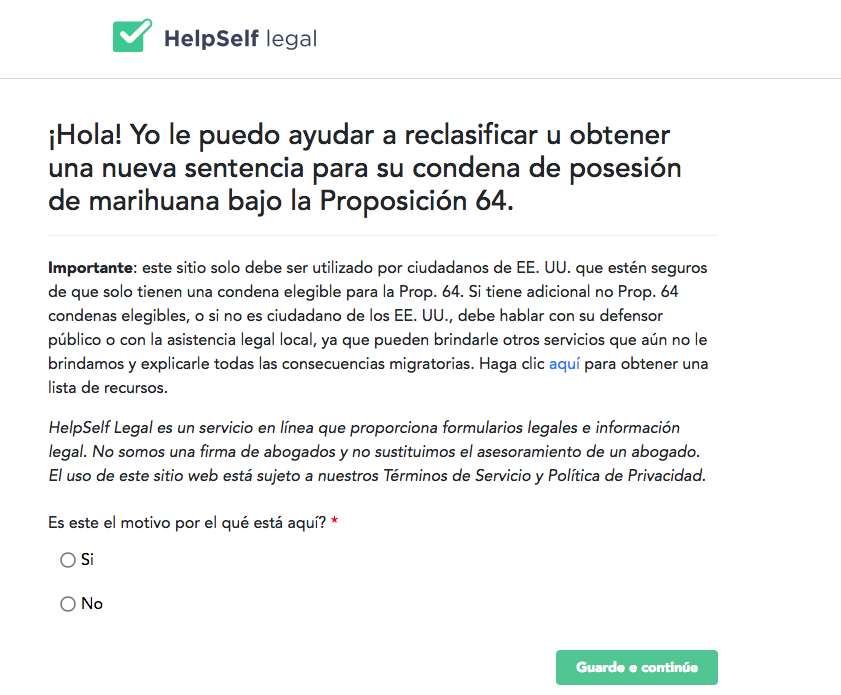 HelpSelf legal
¡Hola! Yo le puedo ayudar a reclasificar u obtener
una nueva sentencia para su condena de posesión
de marihuana bajo la Proposición 64.
Importante: este sitio solo debe ser utilizado por ciudadanos de EE. UU. que estén seguros
de que solo tienen una condena elegible para la Prop. 64. Si tiene adicional no Prop. 64
condenas elegibles, o si no es ciudadano de los EE. UU., debe hablar con su defensor
público o con la asistencia legal local, ya que pueden brindarle otros servicios que aún no le
brindamos y explicarle todas las consecuencias migratorias. Haga clic aquí para obtener una
lista de recursos.
HelpSelf Legal es un servicio en línea que proporciona formularios legales e información
legal. No somos una firma de abogados y no sustituimos el asesoramiento de un abogado.
El uso de este sitio web está sujeto a nuestros Términos de Servicio y Política de Privacidad.
Es este el motivo por el qué está aquí? *
Si
No
Guarde e continúe